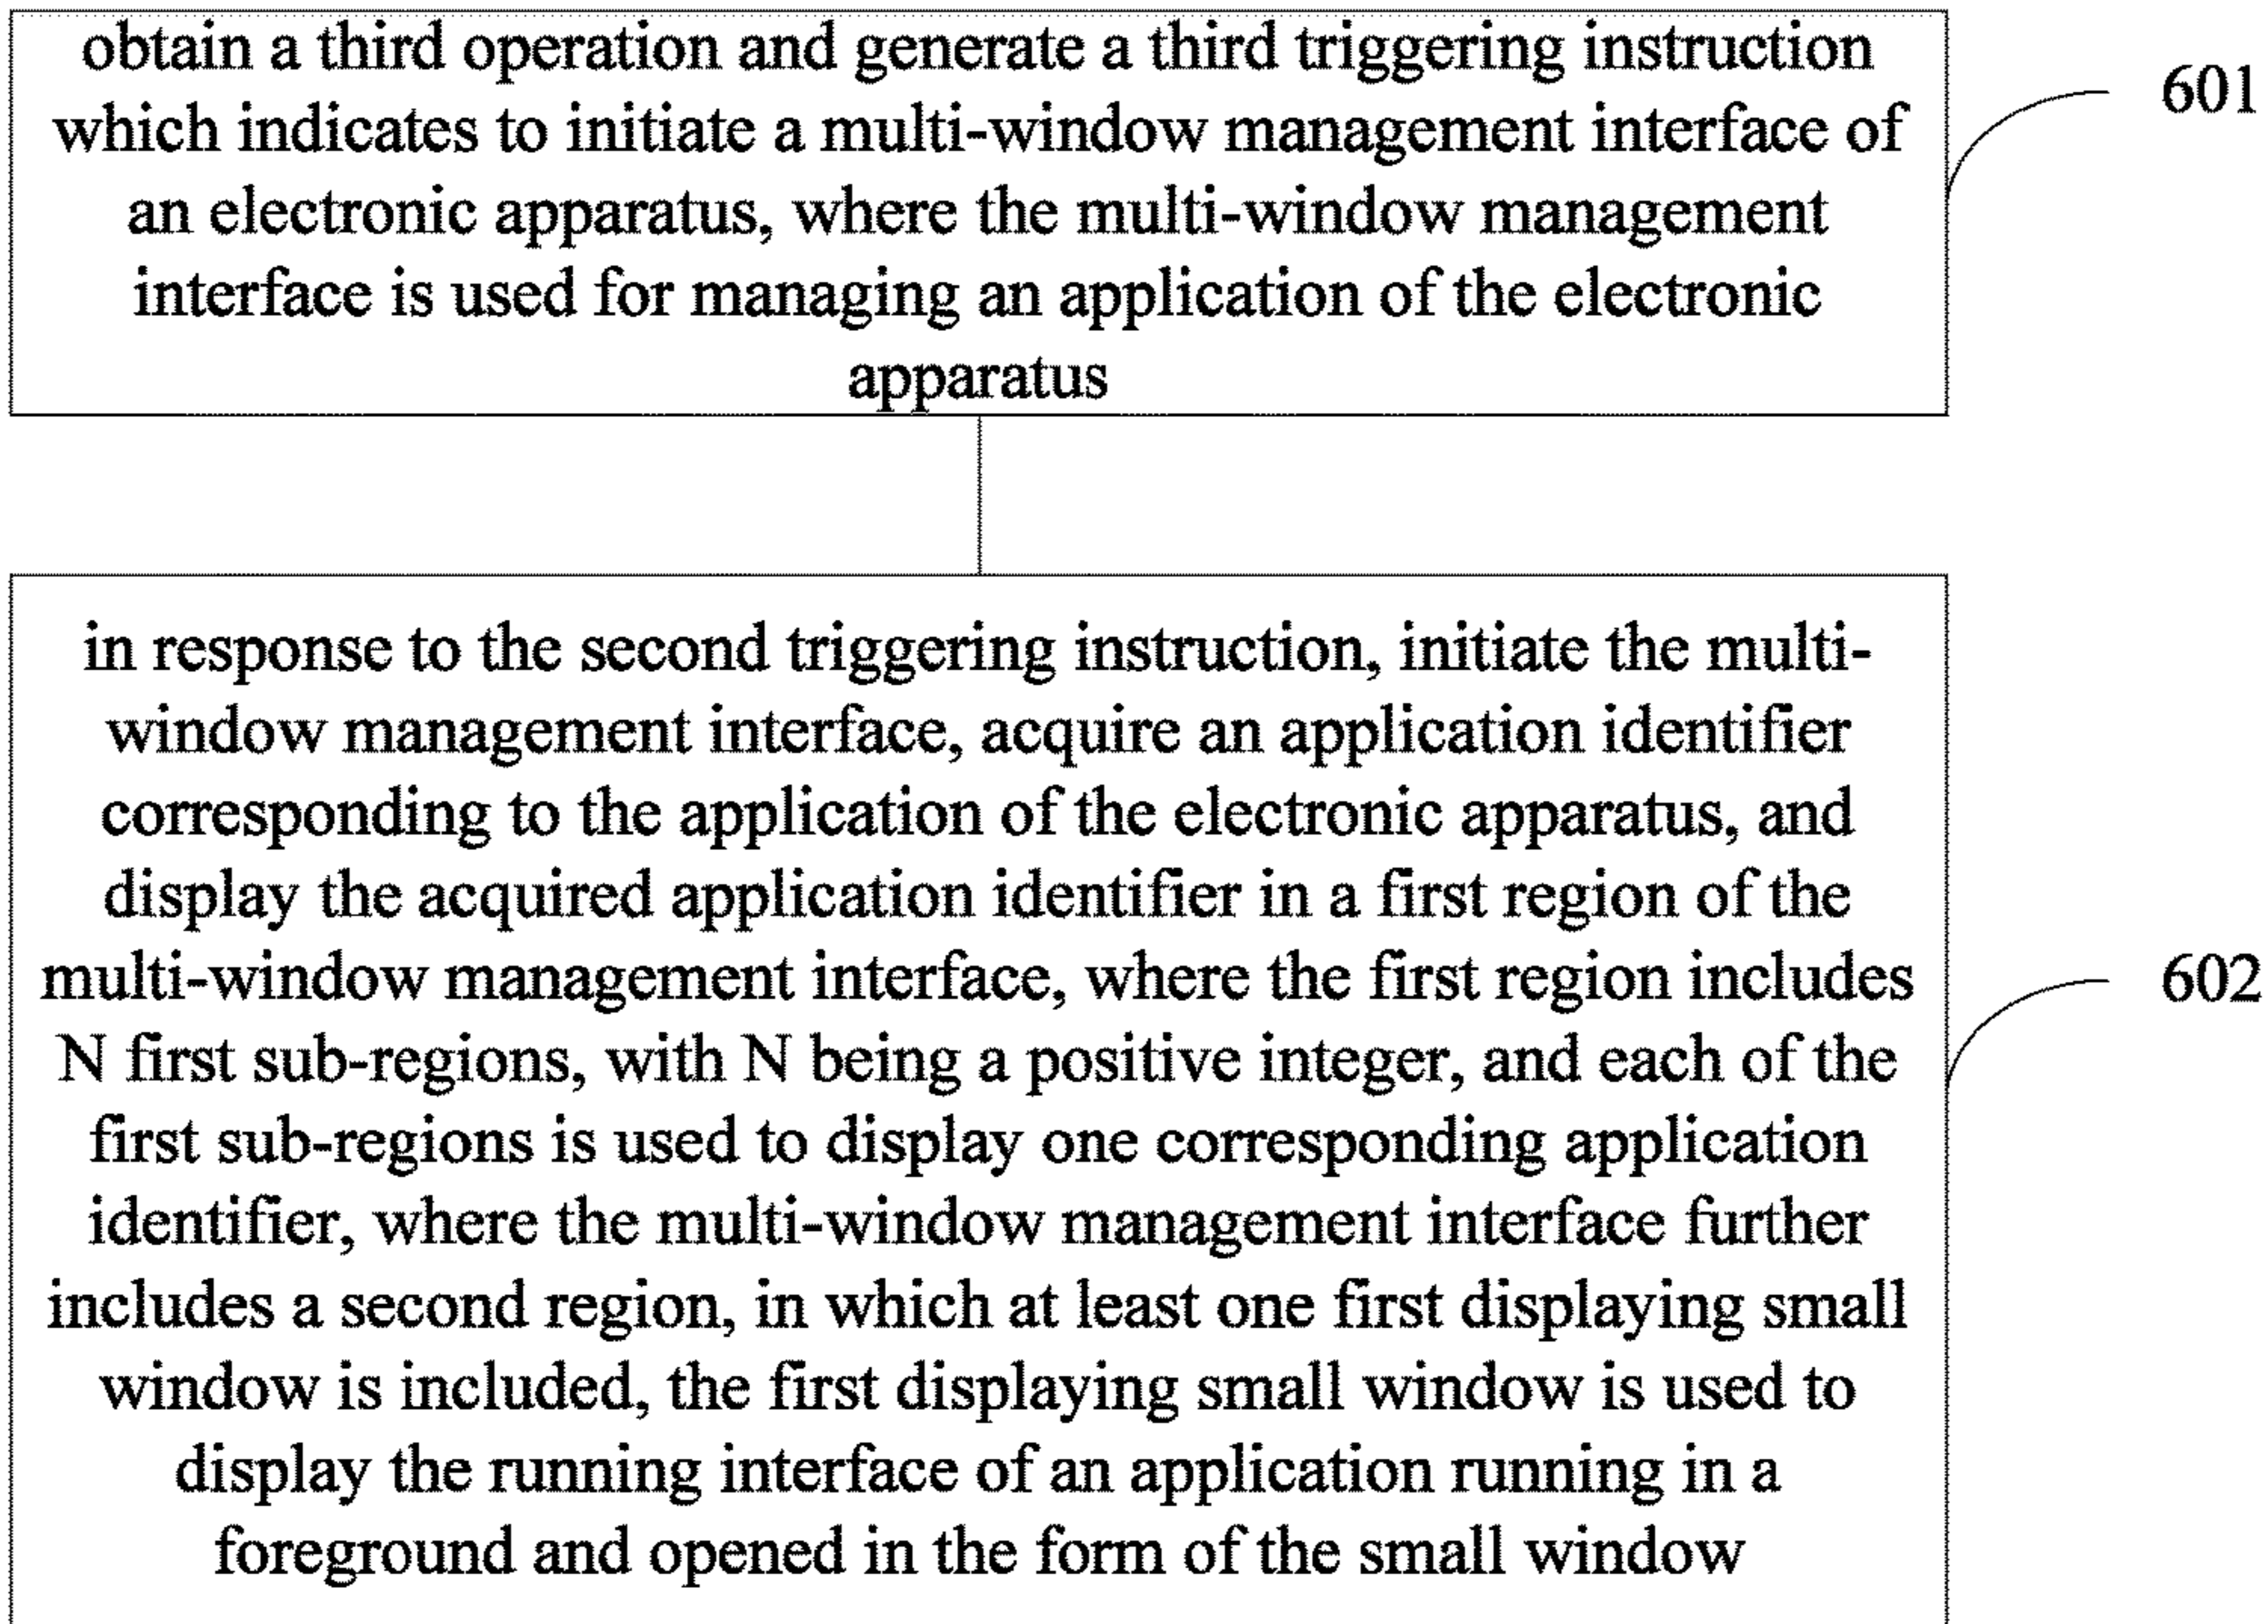 obtain a third operation and generate a third triggering instruction
which indicates to initiate a multi-window management interface of
an electronic apparatus, where the multi-window management
interface is used for managing an application of the electronic
apparatus
601
in response to the second triggering instruction, initiate the multi-
window management interface, acquire an application identifier
corresponding to the application of the electronic apparatus, and
display the acquired application identifier in a first region of the
multi-window management interface, where the first region includes
N first sub-regions, with N being a positive integer, and each of the
first sub-regions is used to display one corresponding application
identifier, where the multi-window management interface further
includes a second region, in which at least one first displaying small
window is included, the first displaying small window is used to
display the running interface of an application running in a
foreground and opened in the form of the small window
602